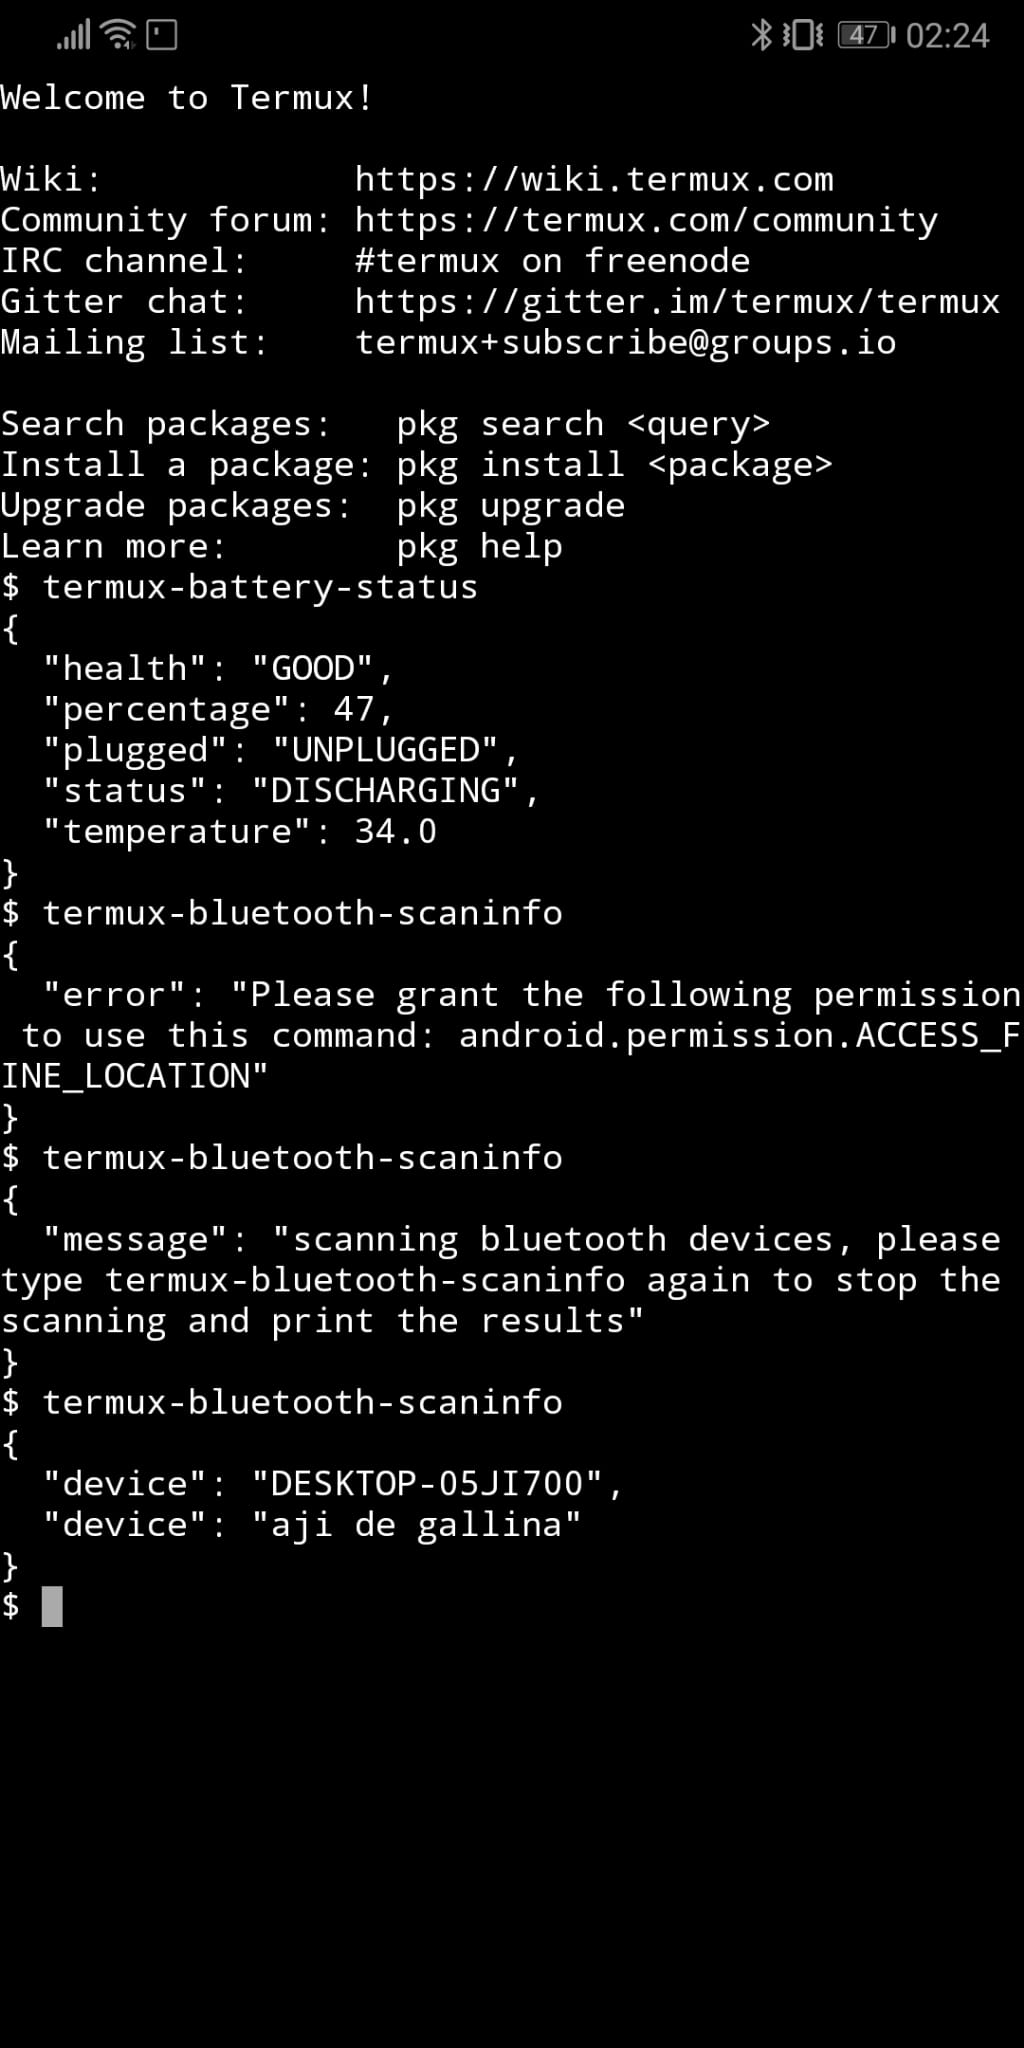 47 02:24
Welcome to Termux!
Wiki:            https://wiki.termux.com
Community forum: https://termux.com/community
IRC channel:     #termux on freenode
Gitter chat:     https://gitter.im/termux/termux
Mailing list:    termux+subscribe@groups.io
Search packages:   pkg search <query>
Install a package: pkg install <package>
Upgrade packages:  pkg upgrade
Learn more:        pkg help
$ termux-battery-status
{
  "health": "GOOD",
  "percentage": 47,
  "plugged": "UNPLUGGED",
  "status": "DISCHARGING",
  "temperature": 34.0
}
$ termux-bluetooth-scaninfo
{
  "error": "Please grant the following permission
 to use this command: android.permission.ACCESS_F
INE_LOCATION"
}
$ termux-bluetooth-scaninfo
{
  "message": "scanning bluetooth devices, please
type termux-bluetooth-scaninfo again to stop the
scanning and print the results"
}
$ termux-bluetooth-scaninfo
{
  "device": "DESKTOP-05JI700",
  "device": "aji de gallina"
}
$